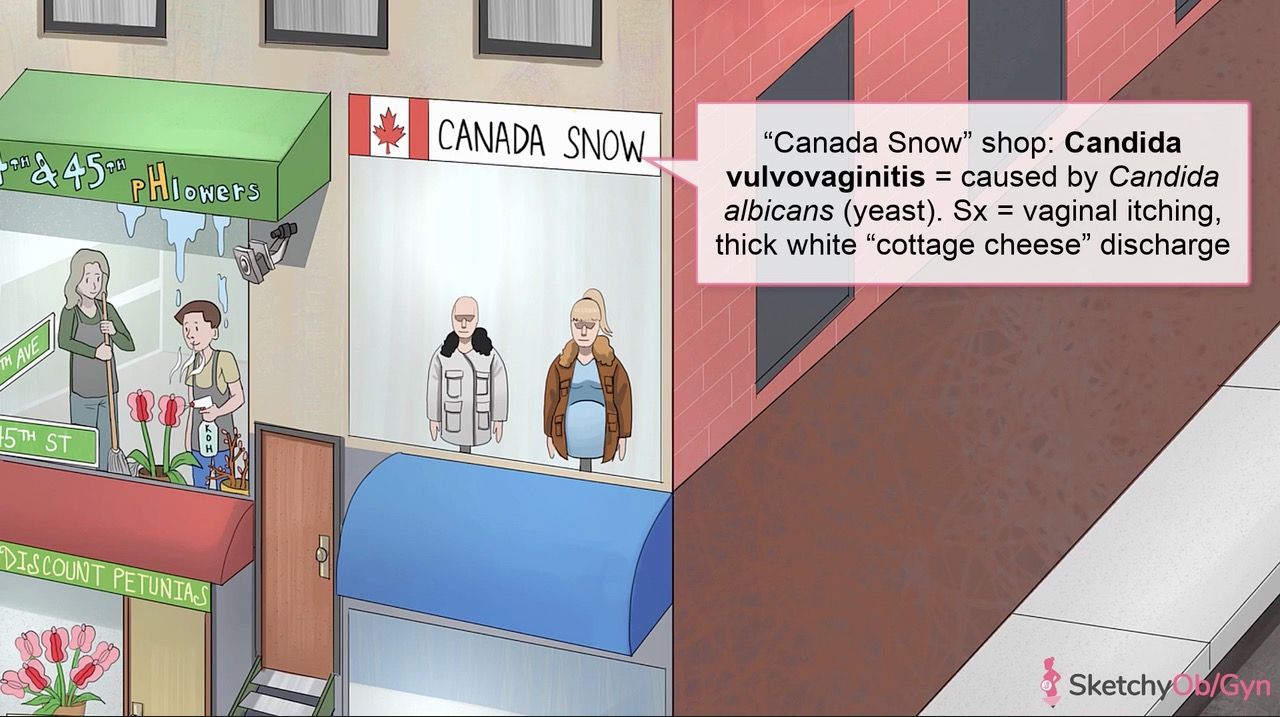 CANADA SNOW
TH & 45TH pHlowers
TH AVE
45TH ST
KOH
DISCOUNT PETUNIAS
“Canada Snow” shop: Candida
vulvovaginitis = caused by Candida
albicans (yeast). Sx = vaginal itching,
thick white “cottage cheese” discharge
SketchyOb/Gyn